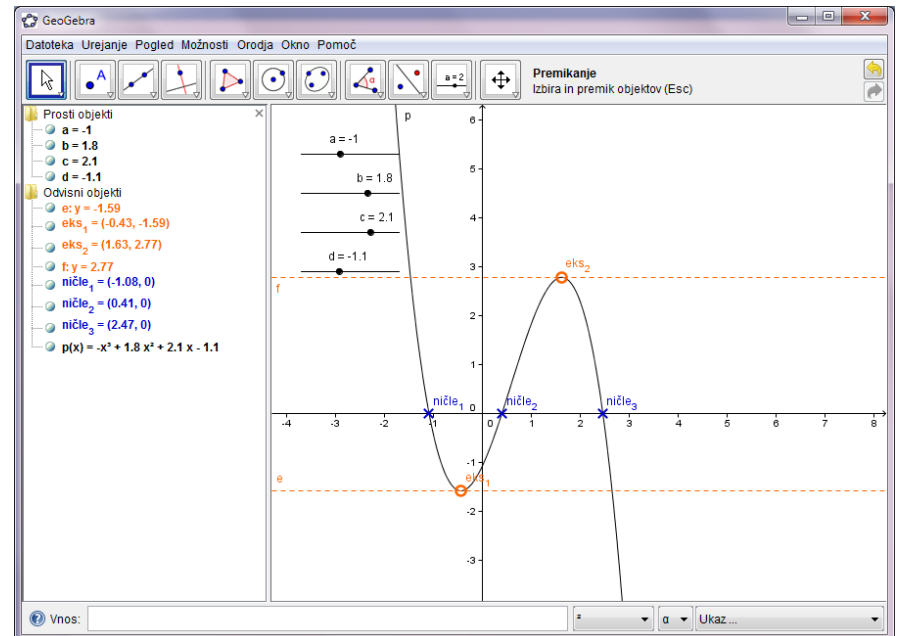 GeoGebra
Datoteka Urejanje Pogled Možnosti Orodja Okno Pomoč
A
α
a = 2
Premikanje
Izbira in premik objektov (Esc)
Prosti objekti
a = -1
b = 1.8
c = 2.1
d = -1.1
Odvisni objekti
e: y = -1.59
eks₁ = (-0.43, -1.59)
eks₂ = (1.63, 2.77)
f: y = 2.77
ničle₁ = (-1.08, 0)
ničle₂ = (0.41, 0)
ničle₃ = (2.47, 0)
p(x) = -x³ + 1.8 x² + 2.1 x - 1.1
p
a = -1
b = 1.8
c = 2.1
d = -1.1
6
5
4
3
2
1
0
-1
-2
-3
eks₂
f
ničle₁
ničle₂
ničle₃
-4 -3 -2 -1 0 1 2 3 4 5 6 7 8
e
eks₁
Vnos:
²
α
Ukaz ...